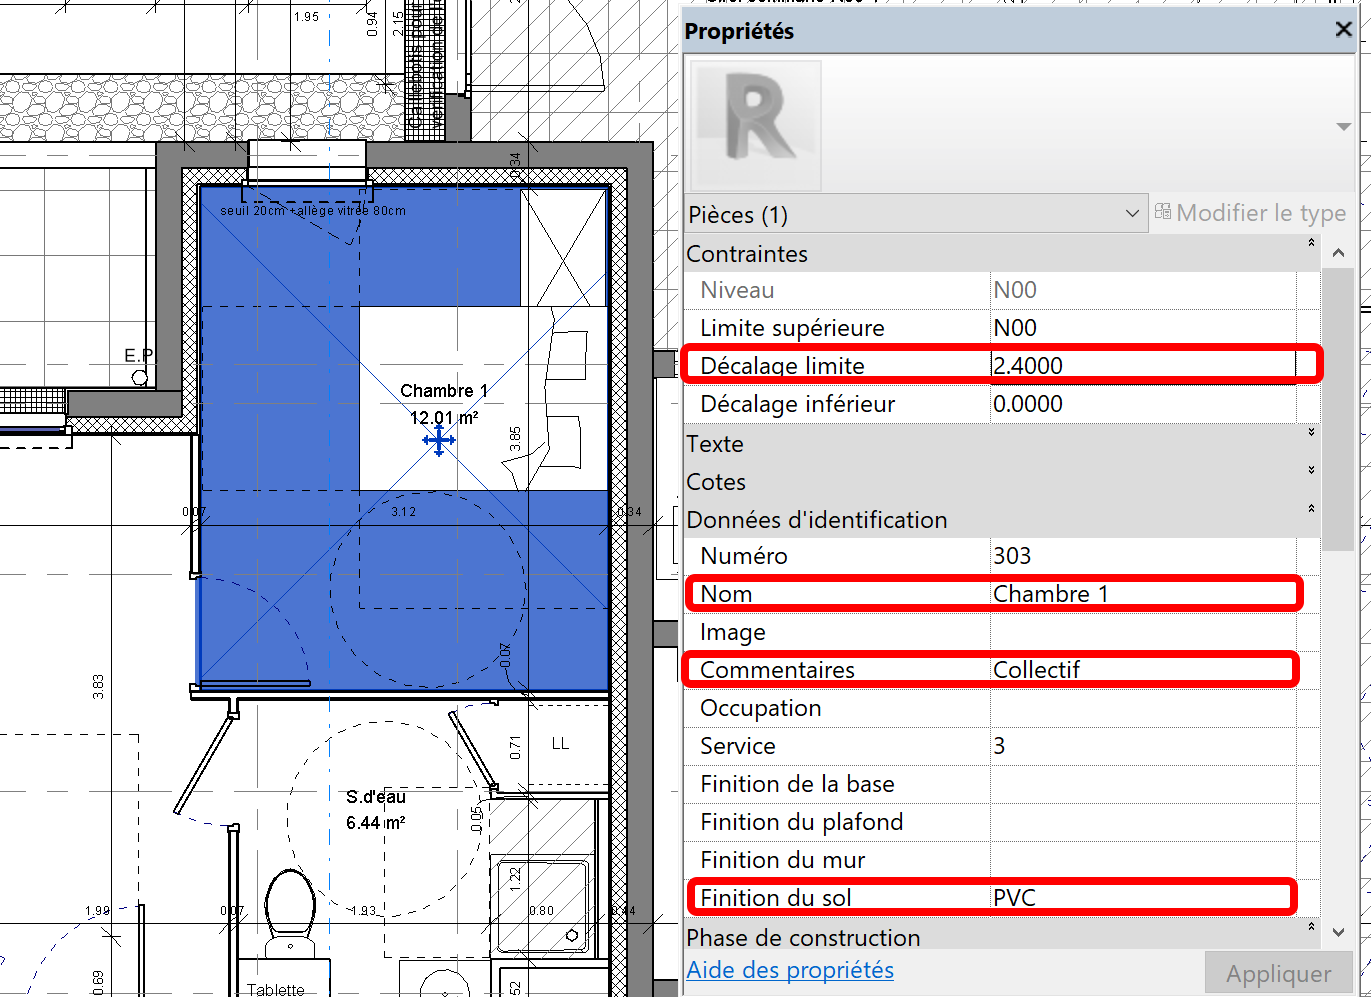 1.95
0.94
2.15
Caillebotis pour
vérification de
0.34
seuil 20cm +allège vitrée 80cm
E.P
Chambre 1
12.01 m²
3.85
0.07
3.12
0.34
0.07
3.83
0.71
LL
S.d'eau
6.44 m²
0.05
1.22
1.99
0.07
1.93
0.80
0.44
0.69
Tablette
52
Propriétés
Pièces (1)
Modifier le type
Contraintes
Niveau N00
Limite supérieure N00
Décalage limite 2.4000
Décalage inférieur 0.0000
Texte
Cotes
Données d'identification
Numéro 303
Nom Chambre 1
Image
Commentaires Collectif
Occupation
Service 3
Finition de la base
Finition du plafond
Finition du mur
Finition du sol PVC
Phase de construction
Aide des propriétés
Appliquer